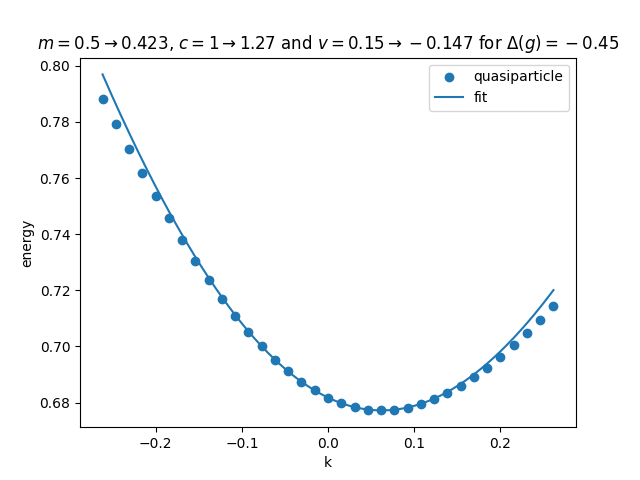 m = 0.5 → 0.423, c = 1 → 1.27 and v = 0.15 → −0.147 for Δ(g) = −0.45
0.80
0.78
0.76
0.74
0.72
0.70
0.68
energy
quasiparticle
fit
−0.2
−0.1
0.0
0.1
0.2
k